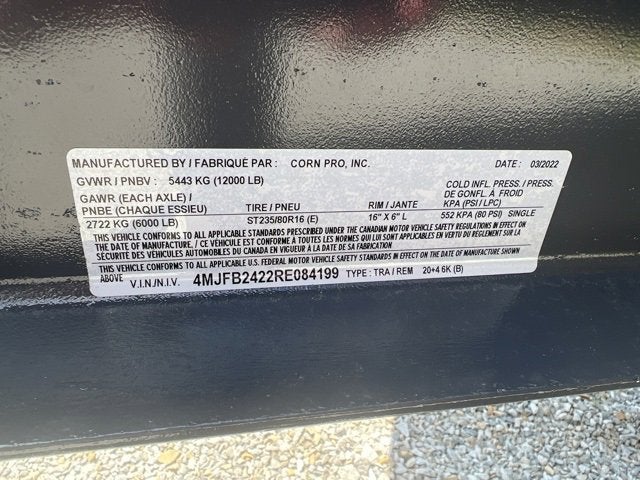 MANUFACTURED BY / FABRIQUÉ PAR : CORN PRO, INC. DATE : 03/2022
GVWR / PNBV : 5443 KG (12000 LB)
GAWR (EACH AXLE) / PNBE (CHAQUE ESSIEU) TIRE / PNEU RIM / JANTE COLD INFL. PRESS. / PRESS. DE GONFL. À FROID KPA (PSI / LPC)
2722 KG (6000 LB) ST235/80R16 (E) 16" X 6" L 552 KPA (80 PSI) SINGLE
THIS VEHICLE CONFORMS TO ALL APPLICABLE STANDARDS PRESCRIBED UNDER THE CANADIAN MOTOR VEHICLE SAFETY REGULATIONS IN EFFECT ON
THE DATE OF MANUFACTURE. / CE VÉHICULE EST CONFORME À TOUTES LES NORMES QUI LUI SONT APPLICABLES EN VERTU DU RÈGLEMENT SUR LA
SÉCURITÉ DES VÉHICULES AUTOMOBILES DU CANADA EN VIGUEUR À LA DATE DE SA FABRICATION.
THIS VEHICLE CONFORMS TO ALL APPLICABLE U.S. FEDERAL MOTOR VEHICLE SAFETY STANDARDS IN EFFECT ON THE DATE OF MANUFACTURE SHOWN
ABOVE
V.I.N./N.I.V. 4MJFB2422RE084199 TYPE : TRA / REM 20+4 6K (B)